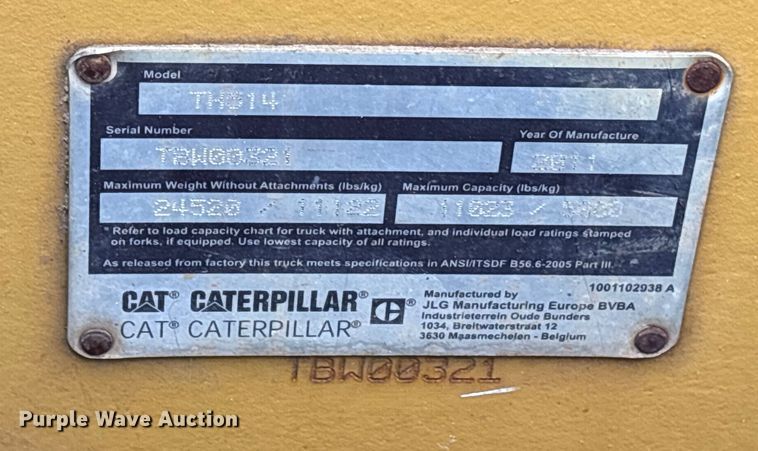 Model
TH514
Serial Number
Year Of Manufacture
TBW00321
2011
Maximum Weight Without Attachments (lbs/kg)
Maximum Capacity (lbs/kg)
24520 / 11122
11023 / 5000
* Refer to load capacity chart for truck with attachment, and individual load ratings stamped
on forks, if equipped. Use lowest capacity of all ratings.
As released from factory this truck meets specifications in ANSI/ITSDF B56.6-2005 Part III.
1001102938 A
CAT® CATERPILLAR®
CAT® CATERPILLAR®
C®
Manufactured by
JLG Manufacturing Europe BVBA
Industrieterrein Oude Bunders
1034, Breitwaterstraat 12
3630 Maasmechelen - Belgium
TBW00321
Purple Wave Auction